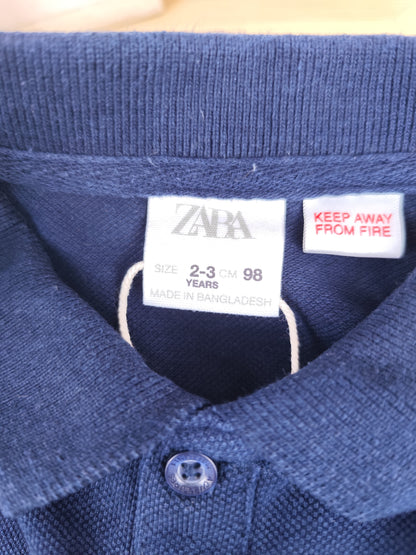 ZARA
SIZE 2-3 CM 98
YEARS
MADE IN BANGLADESH
KEEP AWAY
FROM FIRE